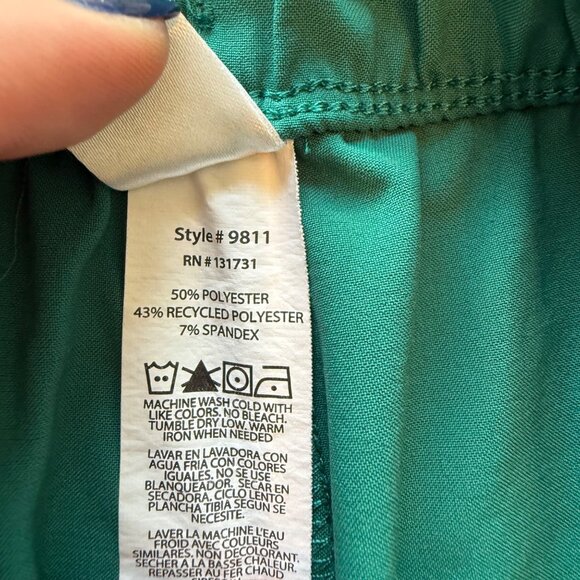 Style# 9811
RN #131731
50% POLYESTER
43% RECYCLED POLYESTER
7% SPANDEX
MACHINE WASH COLD WITH
LIKE COLORS. NO BLEACH.
TUMBLE DRY LOW. WARM
IRON WHEN NEEDED
LAVAR EN LAVADORA CON
AGUA FRIA CON COLORES
IGUALES. NO SE USE
BLANQUEADOR. SECAR EN
SECADORA, CICLO LENTO.
PLANCHA TIBIA SEGUN SE
NECESITE.
LAVER LA MACHINE L'EAU
FROID AVEC COULEURS
SIMILARES. NON DECOLORANT.
SECHER A LA BASSE CHALEUR.
REPASSER AU FER CHAUD